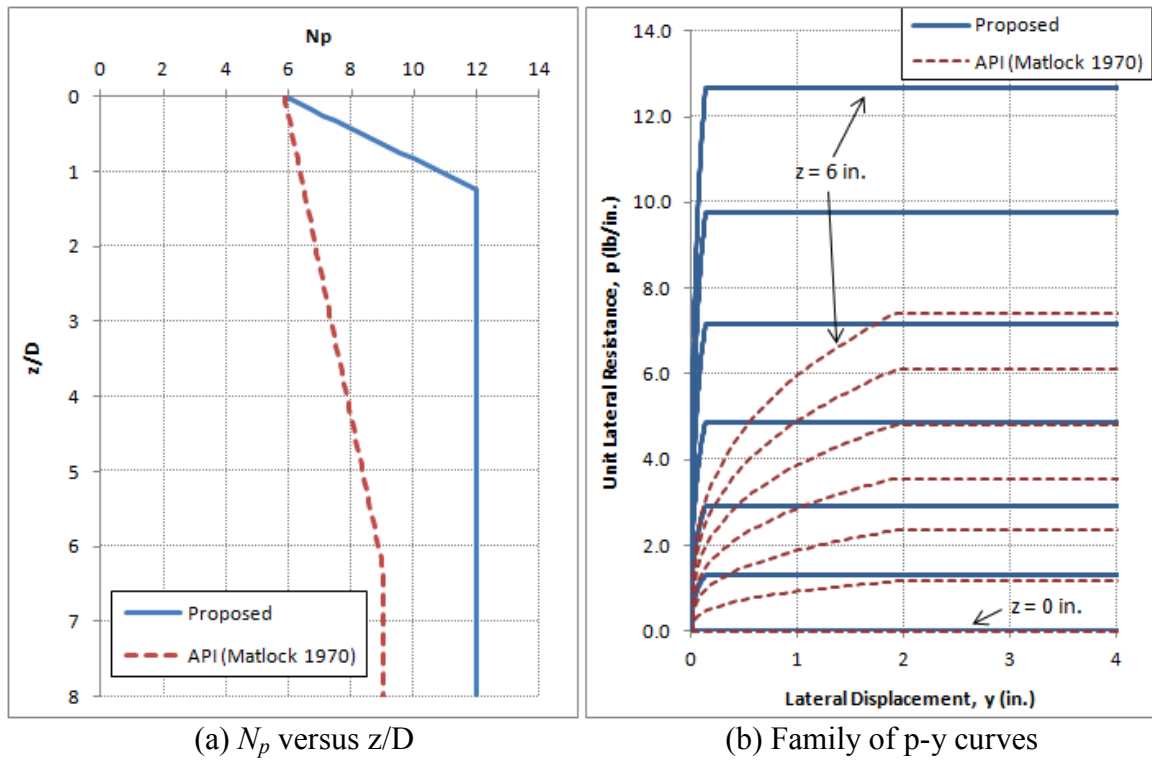 Np
0 2 4 6 8 10 12 14
0
1
2
3
4
5
6
7
8
z/D
Proposed
API (Matlock 1970)
(a) Np versus z/D
Proposed
API (Matlock 1970)
14.0
12.0
10.0
8.0
6.0
4.0
2.0
0.0
Unit Lateral Resistance, p (lb/in.)
z = 6 in.
z = 0 in.
0 1 2 3 4
Lateral Displacement, y (in.)
(b) Family of p-y curves